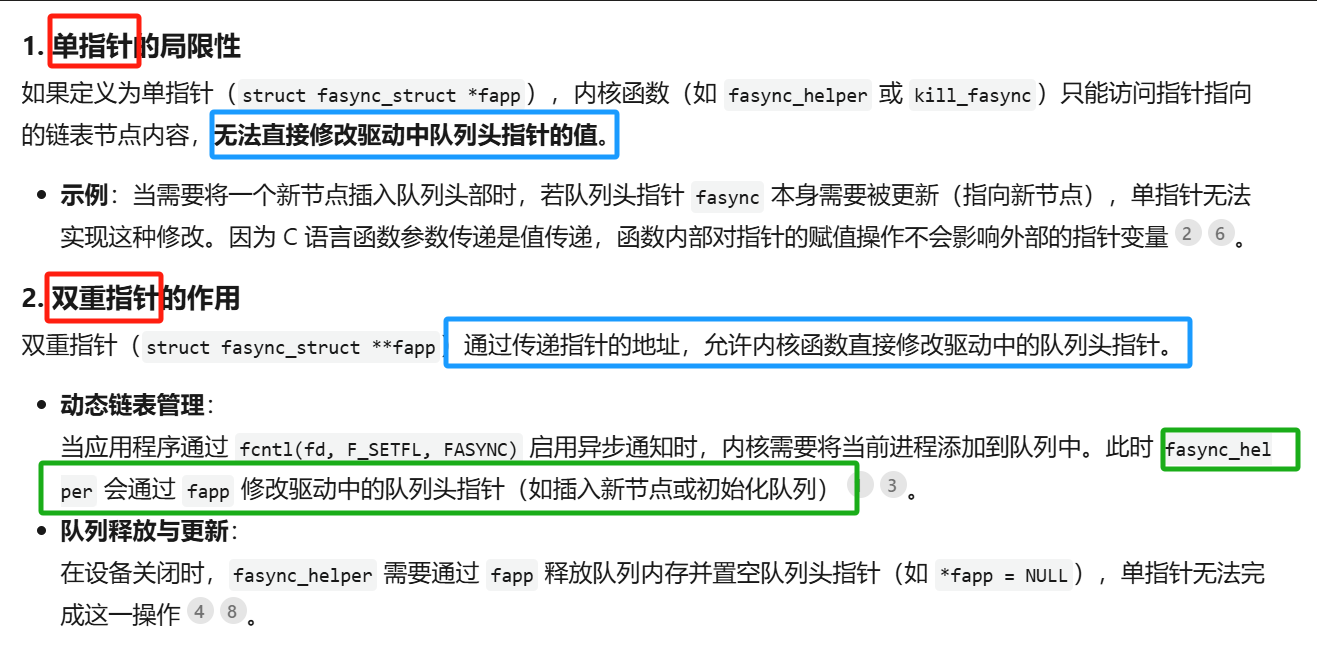 1. 单指针的局限性
如果定义为单指针（struct fasync_struct *fapp），内核函数（如 fasync_helper 或 kill_fasync）只能访问指针指向
的链表节点内容，无法直接修改驱动中队列头指针的值。
• 示例：当需要将一个新节点插入队列头部时，若队列头指针 fasync 本身需要被更新（指向新节点），单指针无法
实现这种修改。因为 C 语言函数参数传递是值传递，函数内部对指针的赋值操作不会影响外部的指针变量 2 6 。
2. 双重指针的作用
双重指针（struct fasync_struct **fapp 通过传递指针的地址，允许内核函数直接修改驱动中的队列头指针。
• 动态链表管理：
当应用程序通过 fcntl(fd, F_SETFL, FASYNC) 启用异步通知时，内核需要将当前进程添加到队列中。此时 fasync_hel
per 会通过 fapp 修改驱动中的队列头指针（如插入新节点或初始化队列） 3 。
• 队列释放与更新：
在设备关闭时，fasync_helper 需要通过 fapp 释放队列内存并置空队列头指针（如 *fapp = NULL），单指针无法完
成这一操作 4 8 。